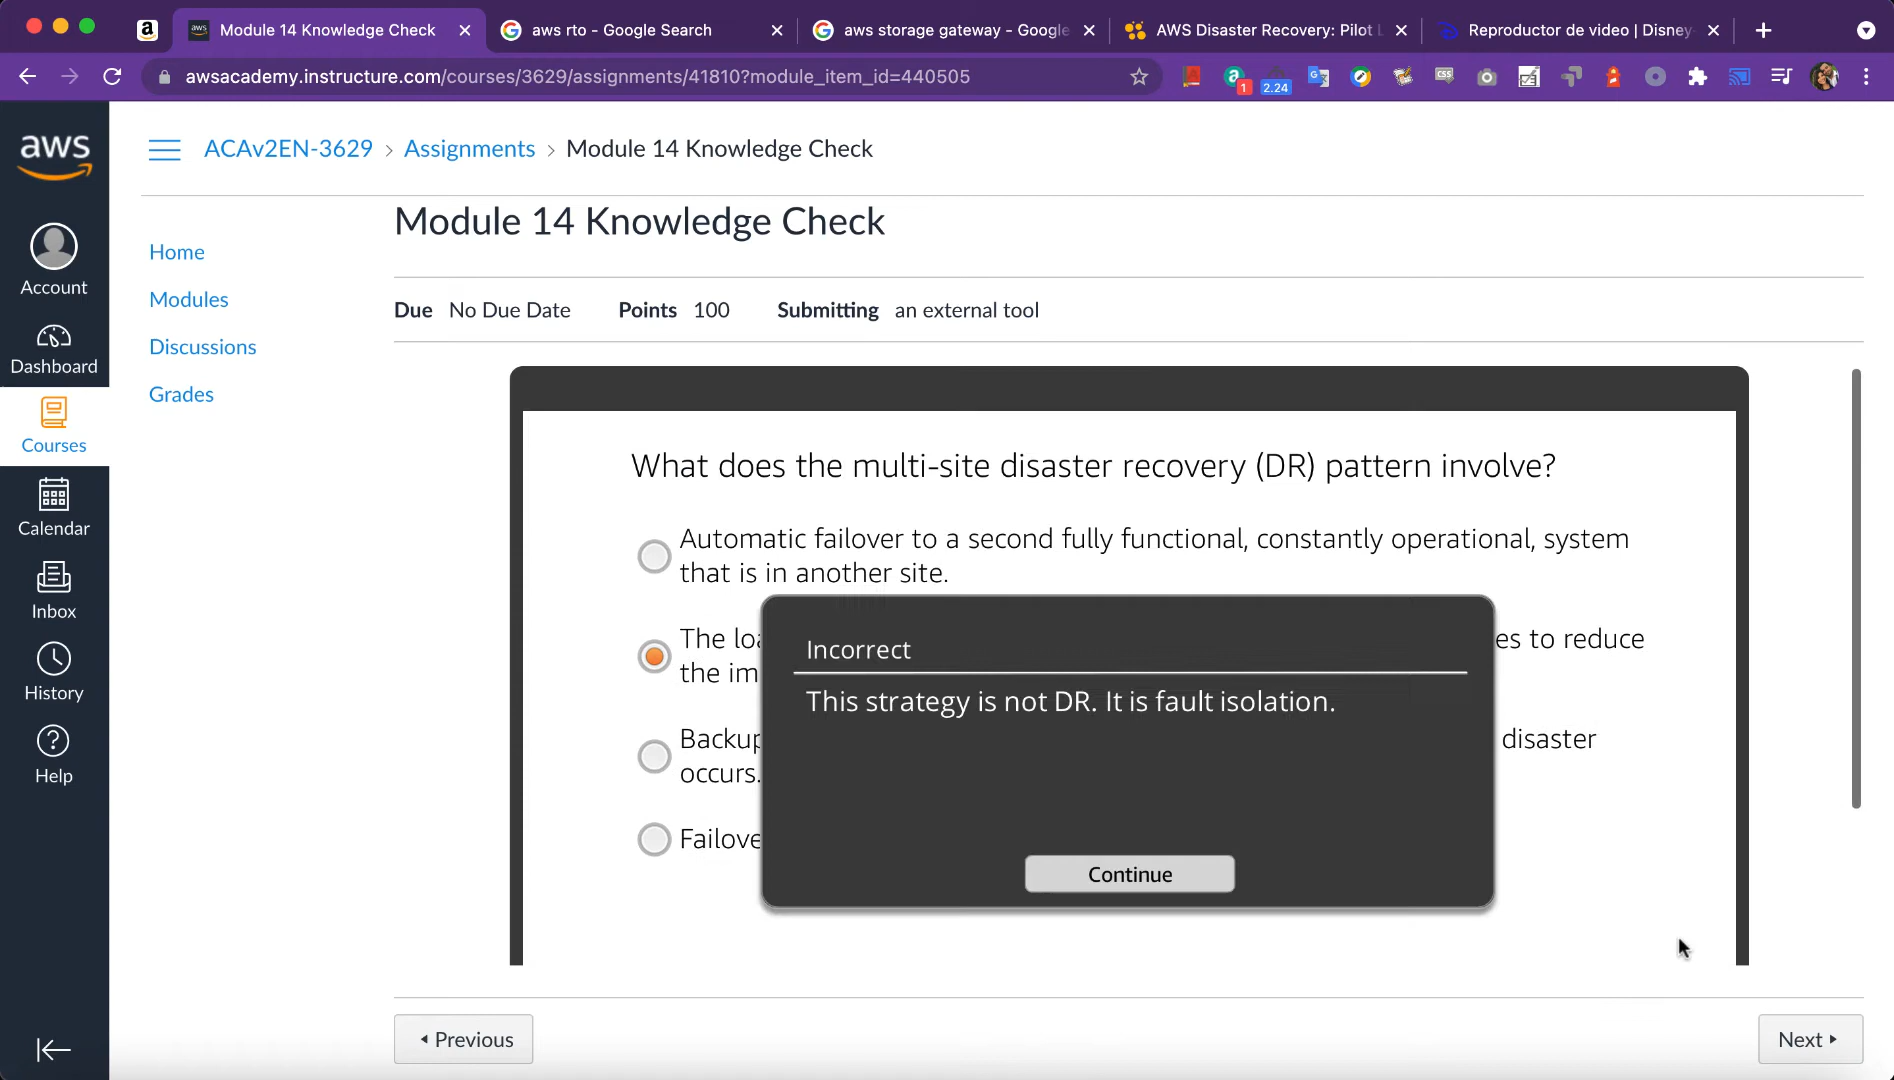 Module 14 Knowledge Check
aws rto - Google Search
aws storage gateway - Google
AWS Disaster Recovery: Pilot L
Reproductor de video | Disney
awsacademy.instructure.com/courses/3629/assignments/41810?module_item_id=440505
1
2.24
CSS
aws
ACAv2EN-3629 > Assignments > Module 14 Knowledge Check
Module 14 Knowledge Check
Due No Due Date Points 100 Submitting an external tool
Home
Modules
Discussions
Grades
Account
Dashboard
Courses
Calendar
Inbox
History
Help
What does the multi-site disaster recovery (DR) pattern involve?
Automatic failover to a second fully functional, constantly operational, system
that is in another site.
The loa es to reduce
the im
Backup disaster
occurs.
Failove
Incorrect
This strategy is not DR. It is fault isolation.
Continue
Previous
Next